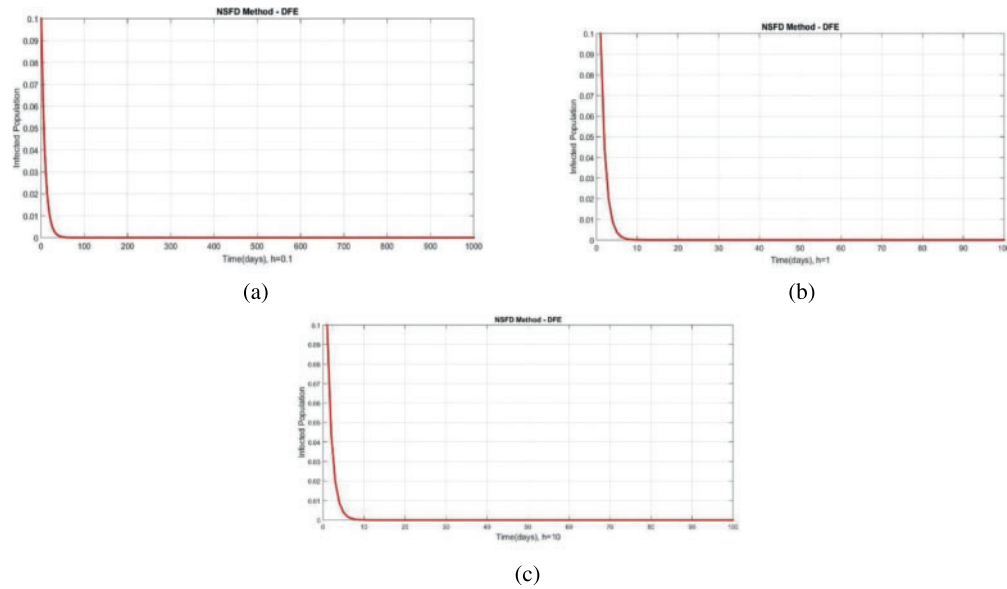 NSFD Method - DFE
0.1
0.09
0.08
0.07
0.06
0.05
0.04
0.03
0.02
0.01
0
Infected Population
0 100 200 300 400 500 600 700 800 900 1000
Time(days), h=0.1
(a)
NSFD Method - DFE
0.1
0.09
0.08
0.07
0.06
0.05
0.04
0.03
0.02
0.01
0
Infected Population
0 10 20 30 40 50 60 70 80 90 100
Time(days), h=1
(b)
NSFD Method - DFE
0.1
0.09
0.08
0.07
0.06
0.05
0.04
0.03
0.02
0.01
0
Infected Population
0 10 20 30 40 50 60 70 80 90 100
Time(days), h=10
(c)